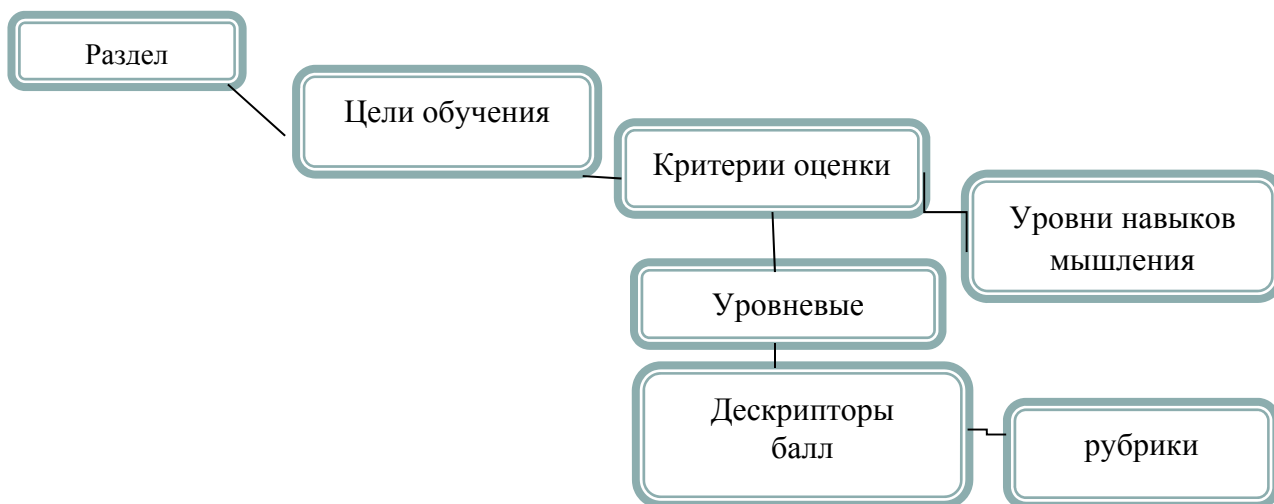 Раздел
Цели обучения
Критерии оценки
Уровни навыков
мышления
Уровневые
Дескрипторы
балл
рубрики